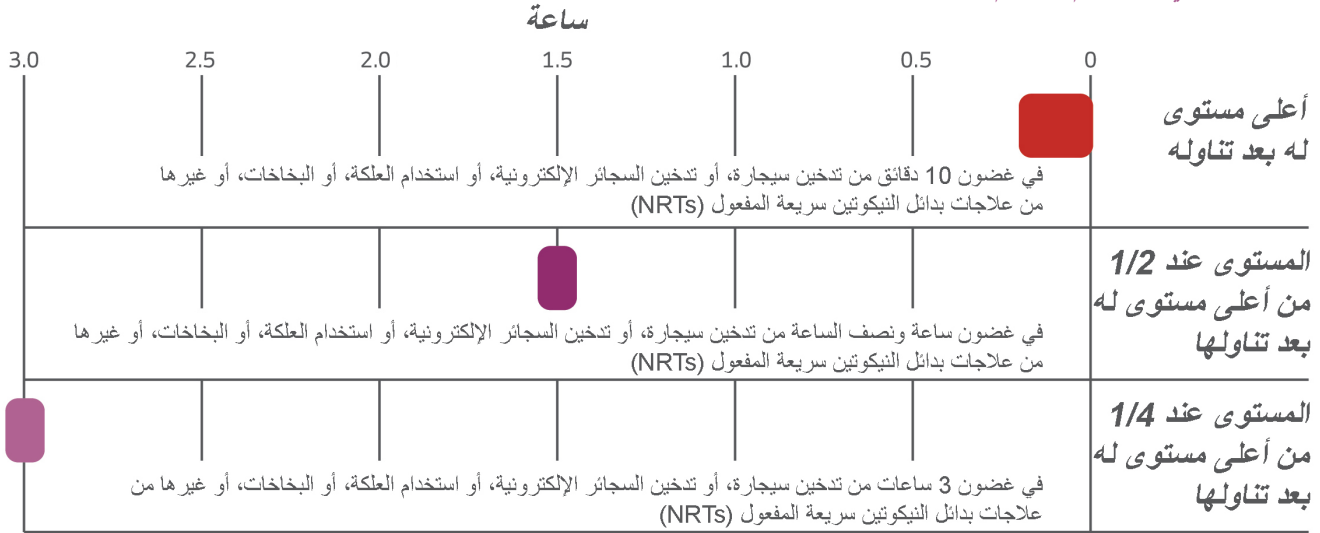 ساعة
0 0.5 1.0 1.5 2.0 2.5 3.0
أعلى مستوى
له بعد تناوله
في غضون 10 دقائق من تدخين سيجارة، أو تدخين السجائر الإلكترونية، أو استخدام العلكة، أو البخاخات، أو غيرها
من علاجات بدائل النيكوتين سريعة المفعول (NRTs)
المستوى عند 1/2
من أعلى مستوى له
بعد تناولها
في غضون ساعة ونصف الساعة من تدخين سيجارة، أو تدخين السجائر الإلكترونية، أو استخدام العلكة، أو البخاخات، أو غيرها
من علاجات بدائل النيكوتين سريعة المفعول (NRTs)
المستوى عند 1/4
من أعلى مستوى له
بعد تناولها
في غضون 3 ساعات من تدخين سيجارة، أو تدخين السجائر الإلكترونية، أو استخدام العلكة، أو البخاخات، أو غيرها من
علاجات بدائل النيكوتين سريعة المفعول (NRTs)